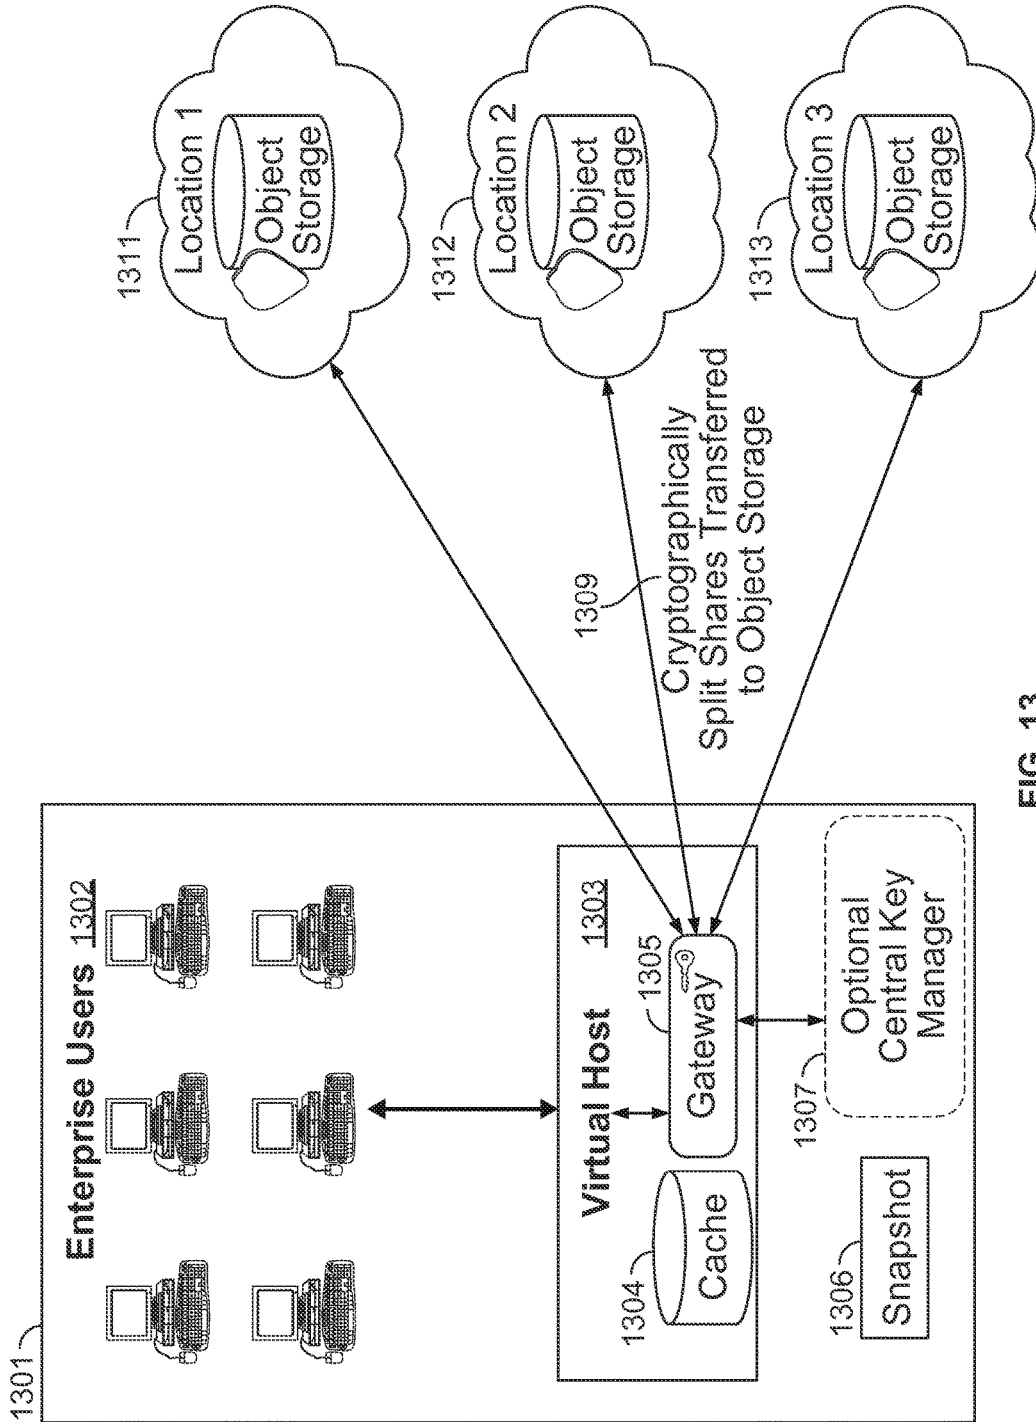 1301
Enterprise Users 1302
Virtual Host 1303
1304
Cache
1305
Gateway
1306
Snapshot
1307
Optional
Central Key
Manager
1309
Cryptographically
Split Shares Transferred
to Object Storage
1311
Location 1
Object
Storage
1312
Location 2
Object
Storage
1313
Location 3
Object
Storage
FIG. 13